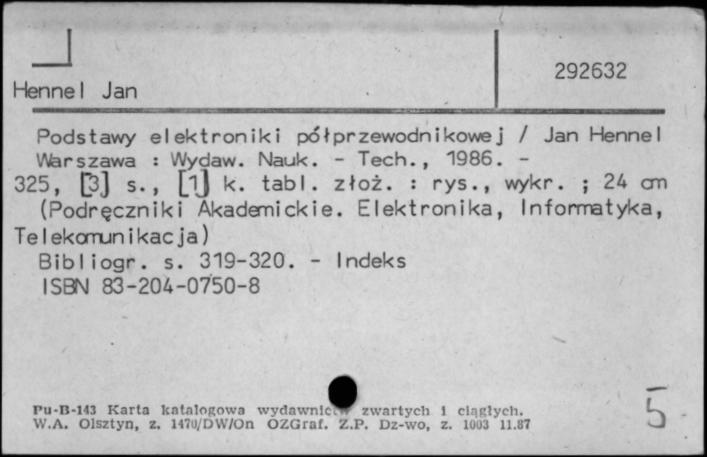 292632
Hennel Jan
Podstawy elektroniki półprzewodnikowej / Jan Hennel
Warszawa : Wydaw. Nauk. - Tech., 1986. -
325, [3] s., [1] k. tabl. złoż. : rys., wykr. ; 24 cm
(Podręczniki Akademickie. Elektronika, Informatyka,
Telekomunikacja)
Bibliogr. s. 319-320. - Indeks
ISBN 83-204-0750-8
Pu-B-143 Karta katalogowa wydawnictw zwartych i ciągłych.
W.A. Olsztyn, z. 1470/DW/On OZGraf. Z.P. Dz-wo, z. 1003 11.87
5